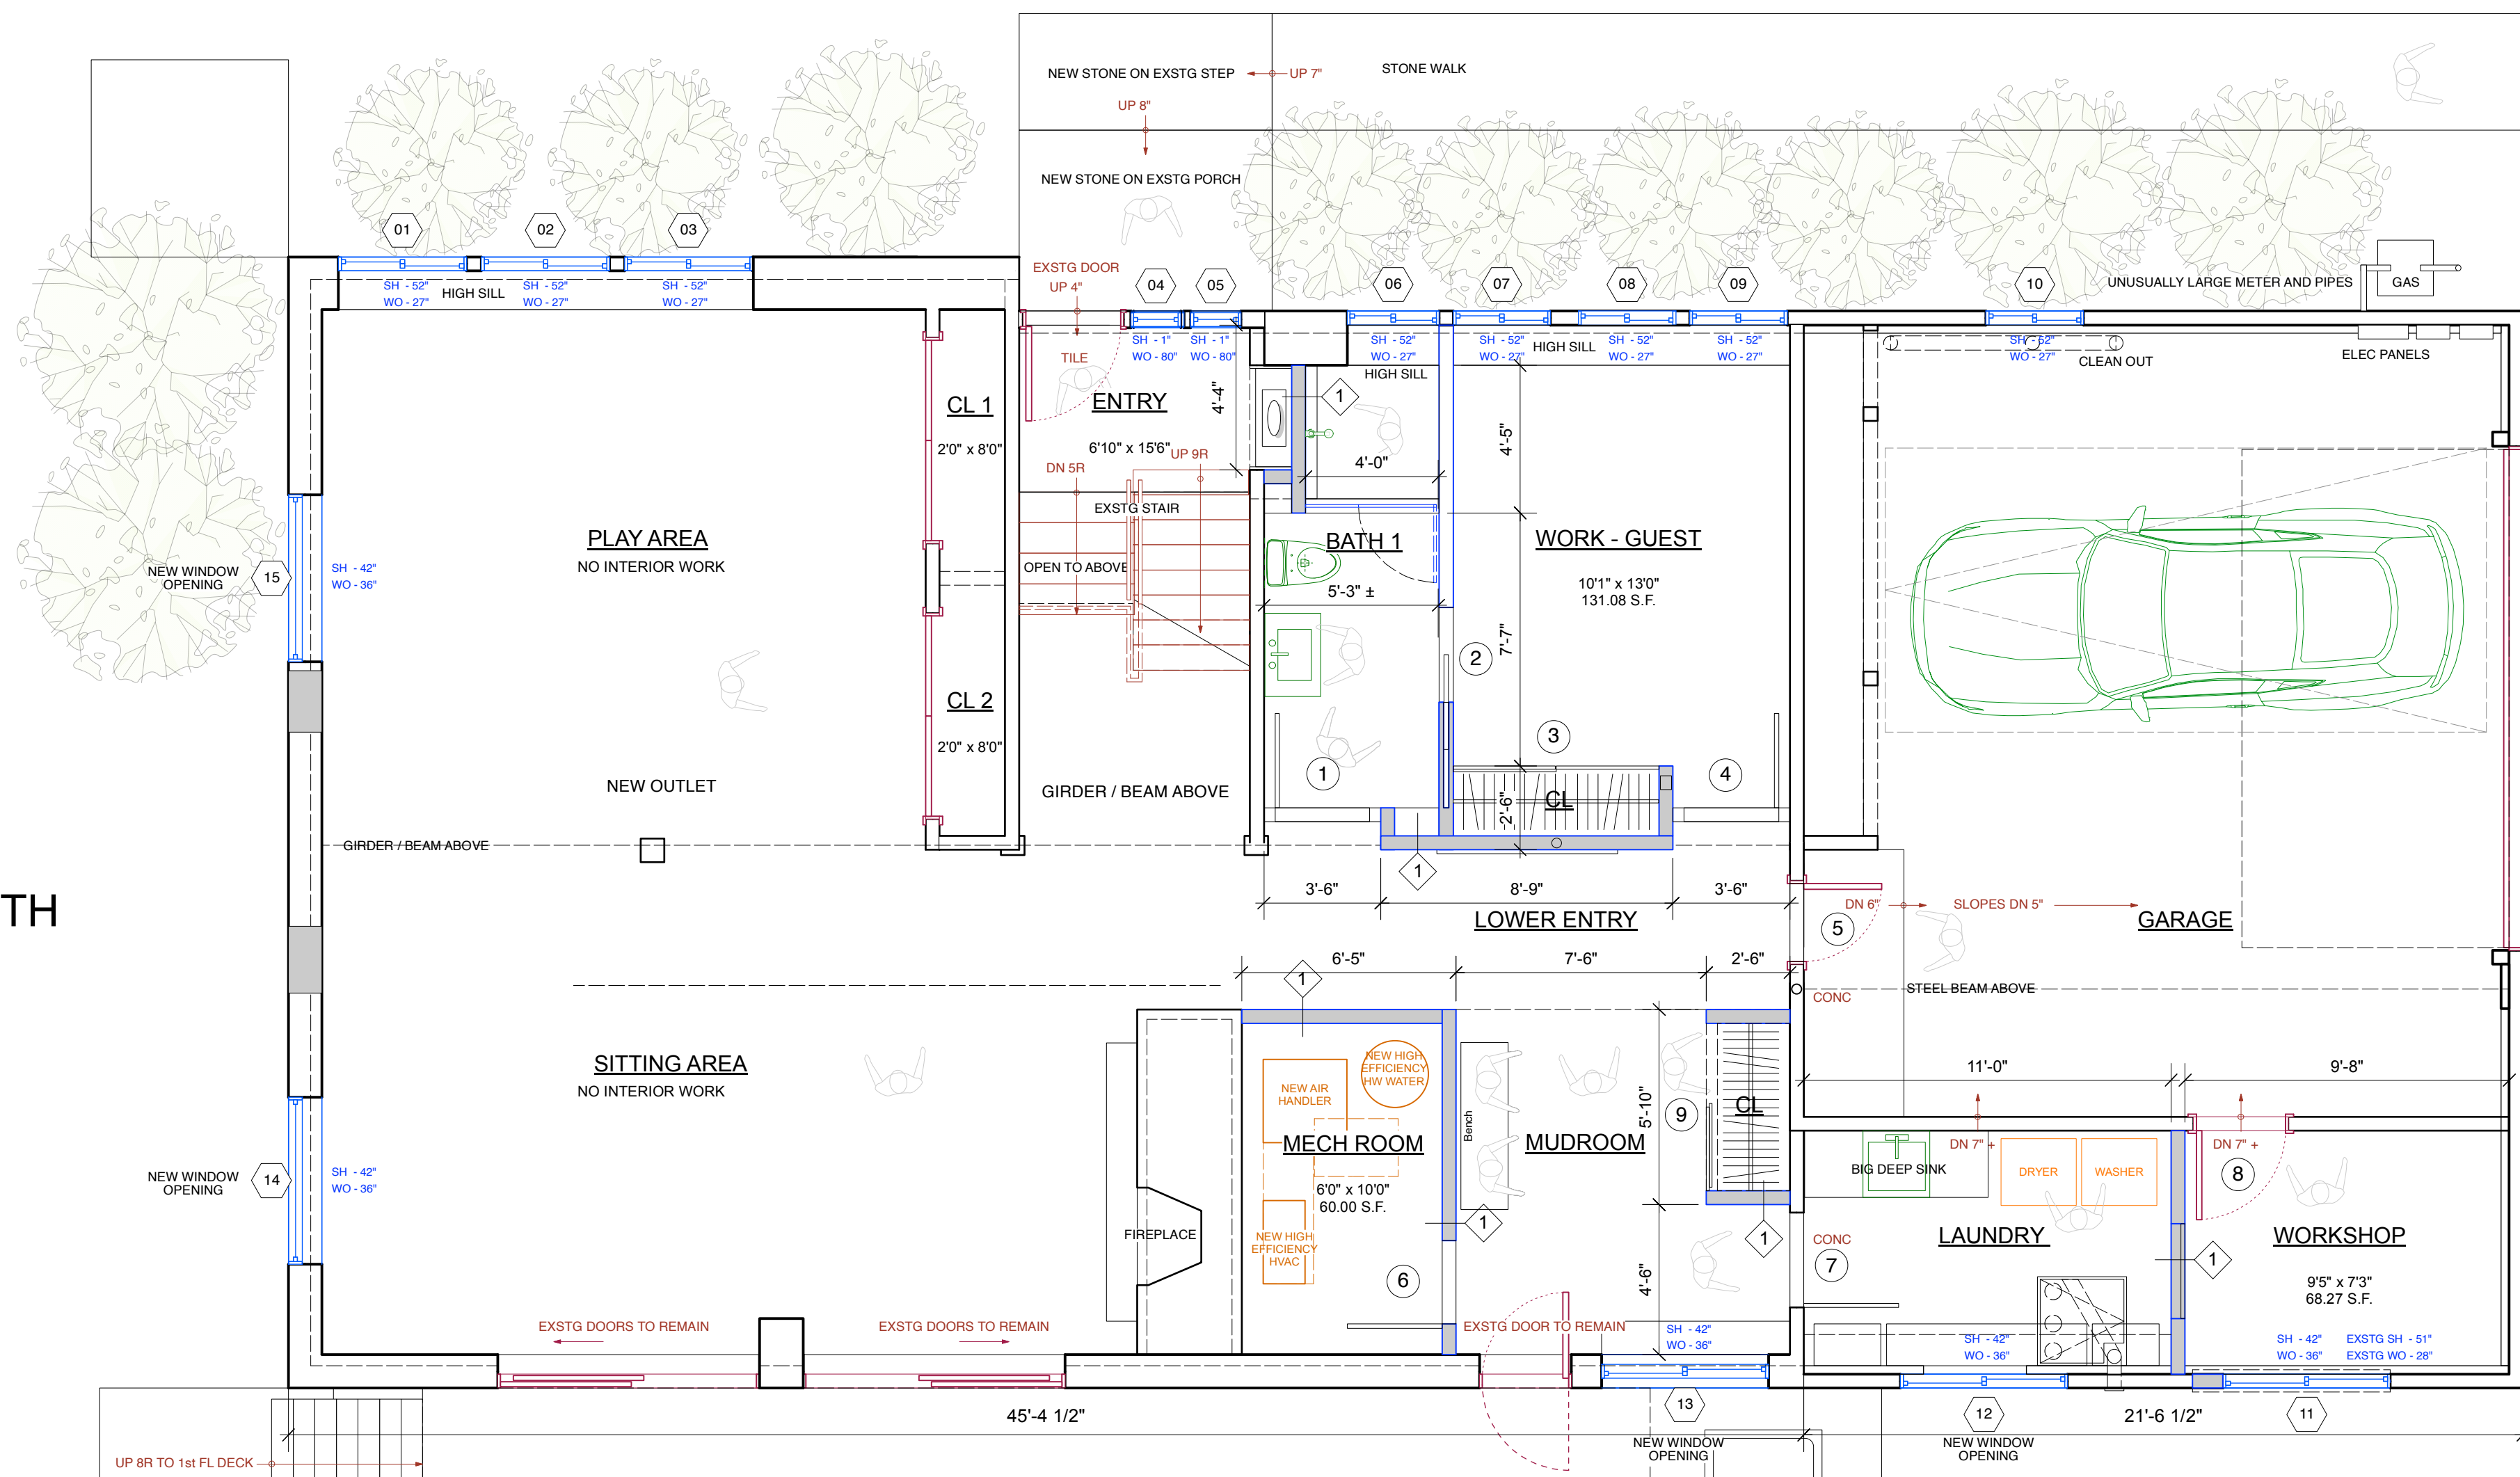 STONE WALK
NEW STONE ON EXSTG STEP
UP 7"
UP 8"
NEW STONE ON EXSTG PORCH
01
02
03
EXSTG DOOR
UP 4"
04
05
06
07
08
09
10
UNUSUALLY LARGE METER AND PIPES
GAS
SH - 52"
WO - 27"
HIGH SILL
SH - 52"
WO - 27"
SH - 52"
WO - 27"
TILE
SH - 1"
WO - 80"
SH - 1"
WO - 80"
SH - 52"
WO - 27"
HIGH SILL
SH - 52"
WO - 27"
HIGH SILL
SH - 52"
WO - 27"
SH - 52"
WO - 27"
SH - 52"
WO - 27"
CLEAN OUT
ELEC PANELS
CL 1
2'0" x 8'0"
ENTRY
6'10" x 15'6"
4'-4"
1
4'-0"
4'-5"
DN 5R
UP 9R
EXSTG STAIR
OPEN TO ABOVE
PLAY AREA
NO INTERIOR WORK
BATH 1
5'-3" ±
WORK - GUEST
10'1" x 13'0"
131.08 S.F.
NEW WINDOW
OPENING
15
SH - 42"
WO - 36"
7'-7"
2
CL 2
2'0" x 8'0"
3
1
4
NEW OUTLET
GIRDER / BEAM ABOVE
CL
2'-6"
GIRDER / BEAM ABOVE
1
TH
3'-6"
8'-9"
3'-6"
LOWER ENTRY
DN 6"
SLOPES DN 5"
5
GARAGE
6'-5"
7'-6"
2'-6"
1
CONC
STEEL BEAM ABOVE
SITTING AREA
NO INTERIOR WORK
NEW AIR
HANDLER
NEW HIGH
EFFICIENCY
HW WATER
11'-0"
9'-8"
MECH ROOM
6'0" x 10'0"
60.00 S.F.
Bench
MUDROOM
5'-10"
9
CL
DN 7" +
DN 7" +
BIG DEEP SINK
DRYER
WASHER
8
NEW WINDOW
OPENING
14
SH - 42"
WO - 36"
FIREPLACE
NEW HIGH
EFFICIENCY
HVAC
1
6
4'-6"
1
CONC
7
LAUNDRY
1
WORKSHOP
9'5" x 7'3"
68.27 S.F.
EXSTG DOORS TO REMAIN
EXSTG DOORS TO REMAIN
EXSTG DOOR TO REMAIN
SH - 42"
WO - 36"
SH - 42"
WO - 36"
SH - 42"
WO - 36"
EXSTG SH - 51"
EXSTG WO - 28"
45'-4 1/2"
13
12
21'-6 1/2"
11
NEW WINDOW
OPENING
NEW WINDOW
OPENING
UP 8R TO 1st FL DECK